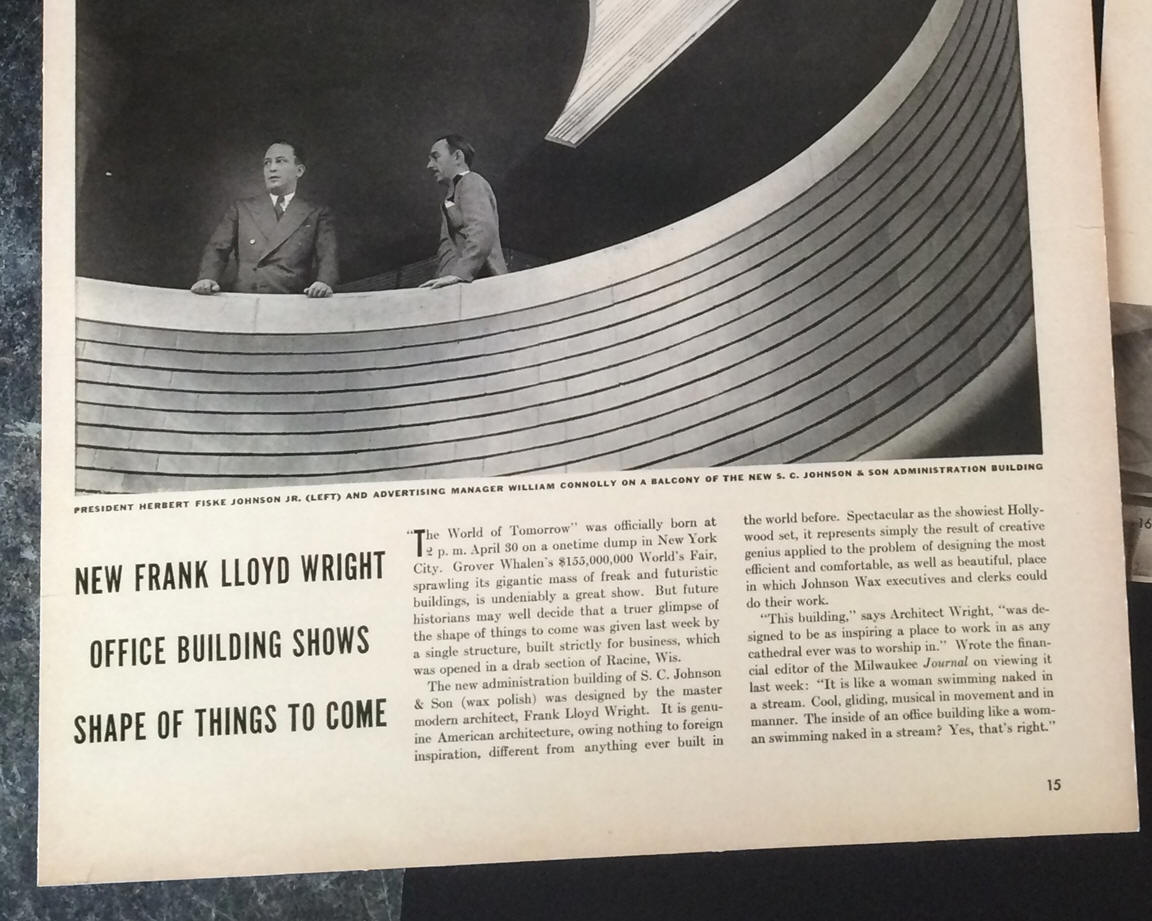 PRESIDENT HERBERT FISKE JOHNSON JR. (LEFT) AND ADVERTISING MANAGER WILLIAM CONNOLLY ON A BALCONY OF THE NEW S. C. JOHNSON & SON ADMINISTRATION BUILDING
NEW FRANK LLOYD WRIGHT
OFFICE BUILDING SHOWS
SHAPE OF THINGS TO COME
“The World of Tomorrow” was officially born at
2 p. m. April 30 on a onetime dump in New York
City. Grover Whalen's $155,000,000 World's Fair,
sprawling its gigantic mass of freak and futuristic
buildings, is undeniably a great show. But future
historians may well decide that a truer glimpse of
the shape of things to come was given last week by
a single structure, built strictly for business, which
was opened in a drab section of Racine, Wis.
The new administration building of S. C. Johnson
& Son (wax polish) was designed by the master
modern architect, Frank Lloyd Wright. It is genu-
ine American architecture, owing nothing to foreign
inspiration, different from anything ever built in
the world before. Spectacular as the showiest Holly-
wood set, it represents simply the result of creative
genius applied to the problem of designing the most
efficient and comfortable, as well as beautiful, place
in which Johnson Wax executives and clerks could
do their work.
“This building,” says Architect Wright, “was de-
signed to be as inspiring a place to work in as any
cathedral ever was to worship in.” Wrote the finan-
cial editor of the Milwaukee Journal on viewing it
last week: “It is like a woman swimming naked in
a stream. Cool, gliding, musical in movement and in
manner. The inside of an office building like a wom-
an swimming naked in a stream? Yes, that's right.”
15
16